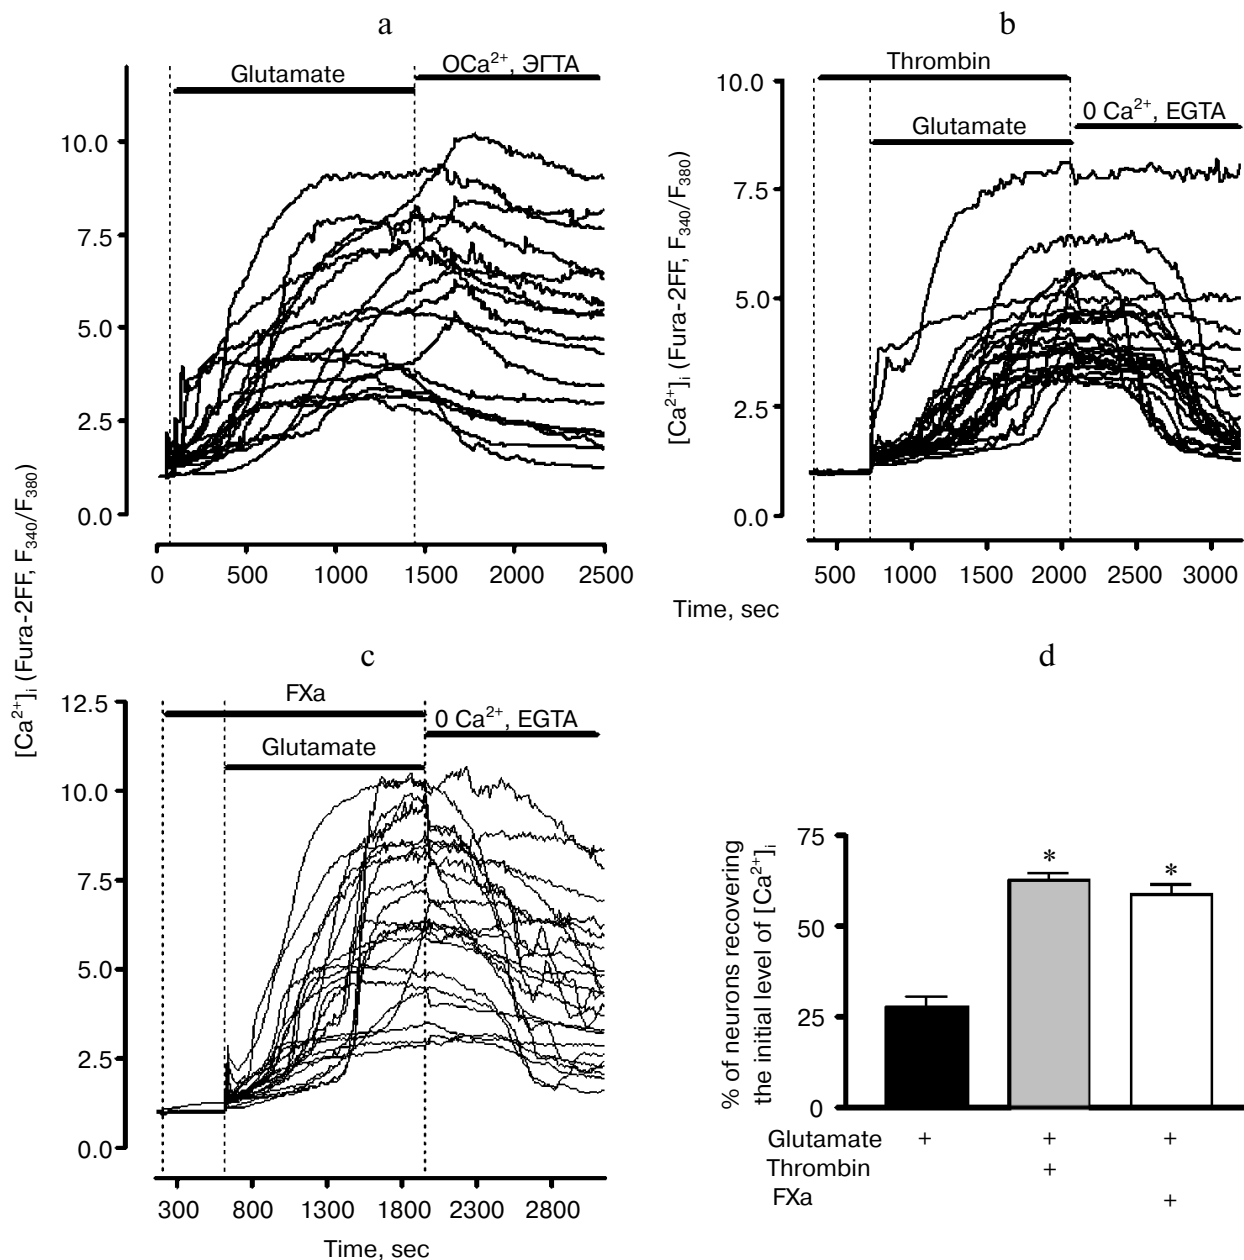 a
Glutamate
OCa²⁺, ЭГТА
10.0
7.5
5.0
2.5
0.0
0 500 1000 1500 2000 2500
[Ca²⁺]ᵢ (Fura-2FF, F₃₄₀/F₃₈₀)
b
Thrombin
Glutamate
0 Ca²⁺, EGTA
10.0
7.5
5.0
2.5
0.0
500 1000 1500 2000 2500 3000
[Ca²⁺]ᵢ (Fura-2FF, F₃₄₀/F₃₈₀)
Time, sec
c
FXa
Glutamate
0 Ca²⁺, EGTA
12.5
10.0
7.5
5.0
2.5
0.0
300 800 1300 1800 2300 2800
Time, sec
d
% of neurons recovering
the initial level of [Ca²⁺]ᵢ
75
50
25
0
* *
Glutamate + + +
Thrombin +
FXa +